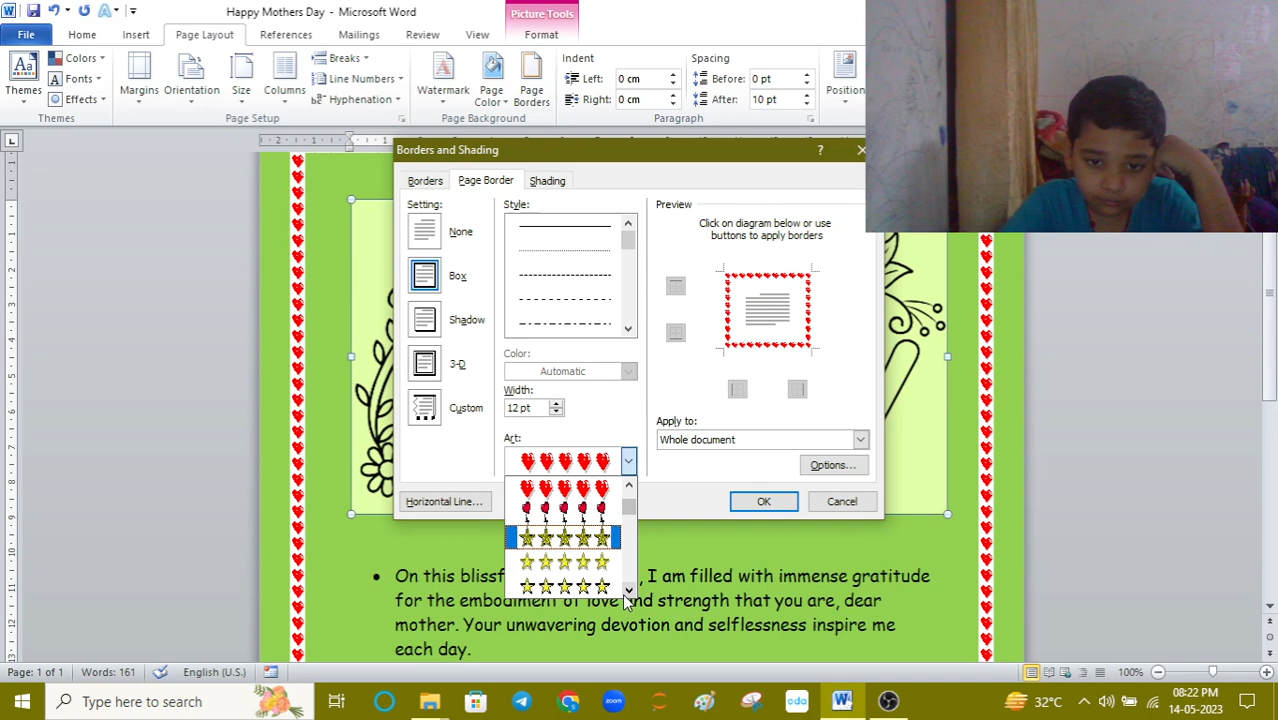 Happy Mothers Day - Microsoft Word
Picture Tools
File Home Insert Page Layout References Mailings Review View Format
Themes
Colors
Fonts
Effects
Themes
Margins Orientation Size Columns
Breaks
Line Numbers
Hyphenation
Page Setup
Watermark Page Color Page Borders
Page Background
Indent
Left: 0 cm
Right: 0 cm
Spacing
Before: 0 pt
After: 10 pt
Paragraph
Position
Borders and Shading
Borders Page Border Shading
Setting:
None
Box
Shadow
3-D
Custom
Style:
Color:
Automatic
Width:
12 pt
Art:
Preview
Click on diagram below or use
buttons to apply borders
Apply to:
Whole document
Options...
Horizontal Line...
OK Cancel
• On this , I am filled with immense gratitude
for the embodiment of love and strength that you are, dear
mother. Your unwavering devotion and selflessness inspire me
each day.
Page: 1 of 1 Words: 161 English (U.S.) 100%
Type here to search
zoom
oda
32°C
08:22 PM
14-05-2023